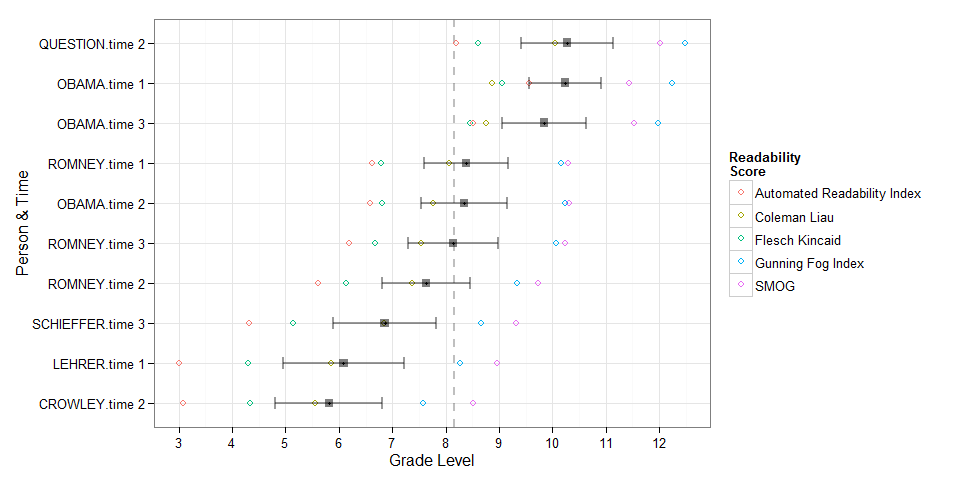 QUESTION.time 2
OBAMA.time 1
OBAMA.time 3
ROMNEY.time 1
OBAMA.time 2
ROMNEY.time 3
ROMNEY.time 2
SCHIEFFER.time 3
LEHRER.time 1
CROWLEY.time 2
Person & Time
3 4 5 6 7 8 9 10 11 12
Grade Level
Readability
Score
Automated Readability Index
Coleman Liau
Flesch Kincaid
Gunning Fog Index
SMOG